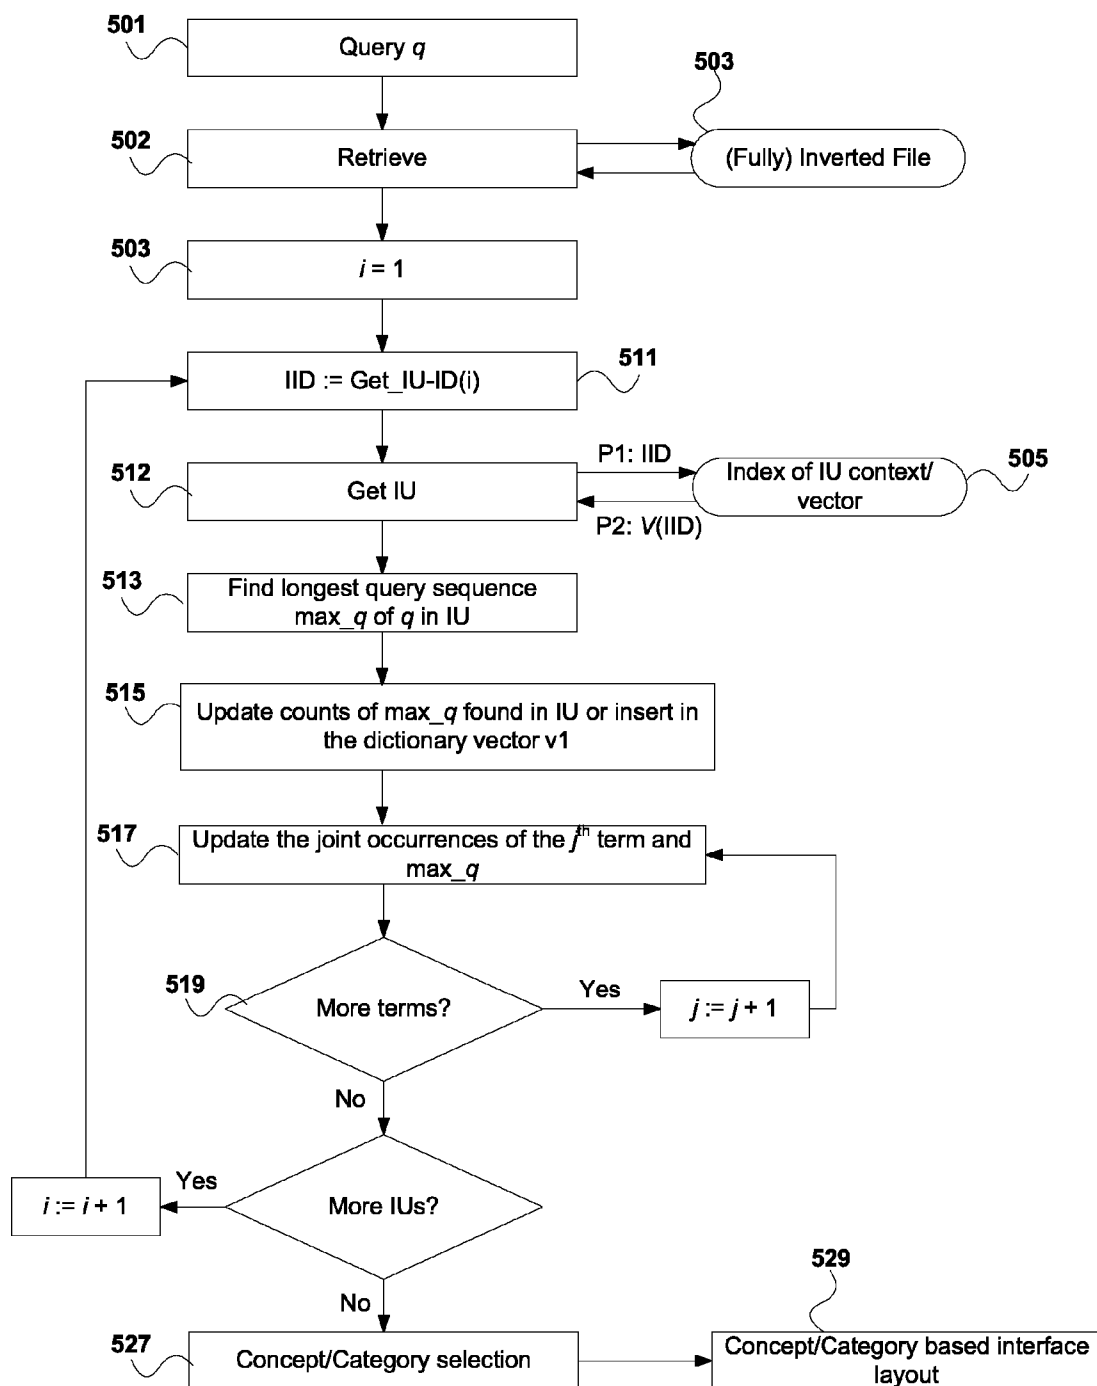 501
Query q
503
502
Retrieve
(Fully) Inverted File
503
i = 1
511
IID := Get_IU-ID(i)
512
Get IU
P1: IID
P2: V(IID)
Index of IU context/
vector
505
513
Find longest query sequence
max_q of q in IU
515
Update counts of max_q found in IU or insert in
the dictionary vector v1
517
Update the joint occurrences of the jth term and
max_q
519
More terms?
Yes
j := j + 1
No
More IUs?
Yes
i := i + 1
No
529
527
Concept/Category selection
Concept/Category based interface
layout